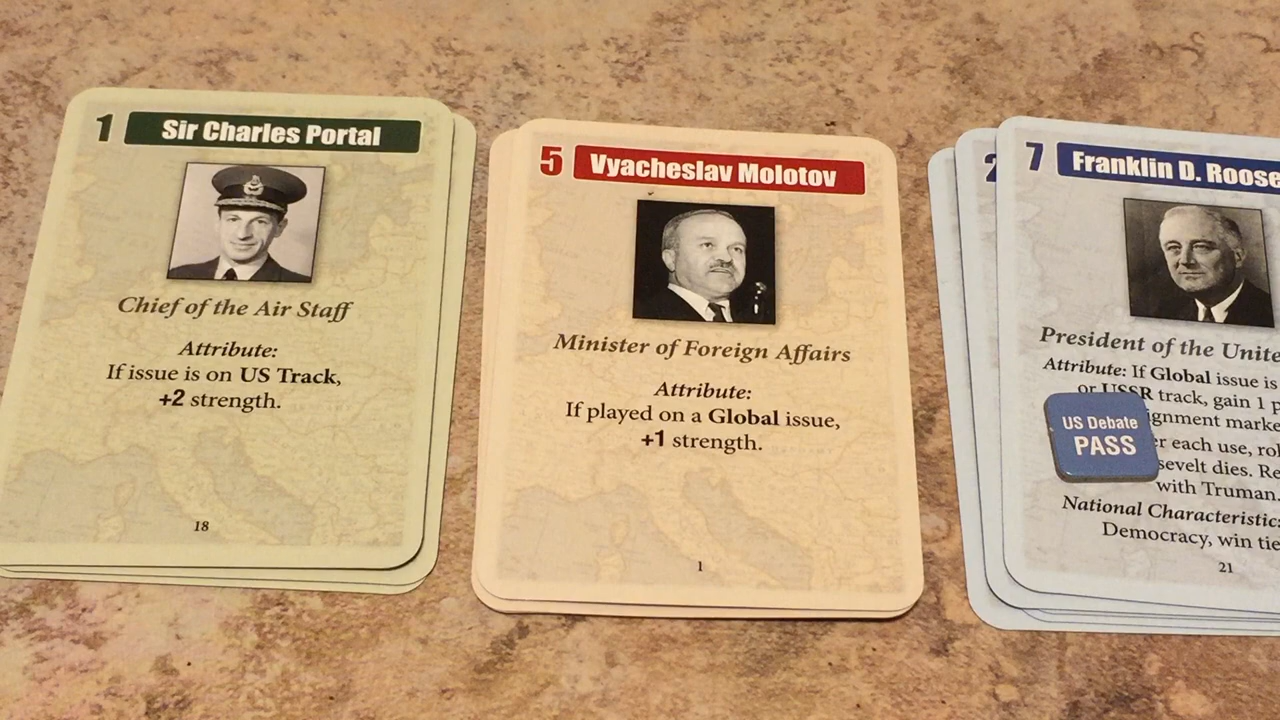 1 Sir Charles Portal
Chief of the Air Staff
Attribute:
If issue is on US Track,
+2 strength.
18
5 Vyacheslav Molotov
Minister of Foreign Affairs
Attribute:
If played on a Global issue,
+1 strength.
1
2
7 Franklin D. Roose
President of the Unite
Attribute: If Global issue is
or USSR track, gain 1 p
ignment marke
er each use, rol
sevelt dies. Re
with Truman.
National Characteristic:
Democracy, win tie
21
US Debate
PASS